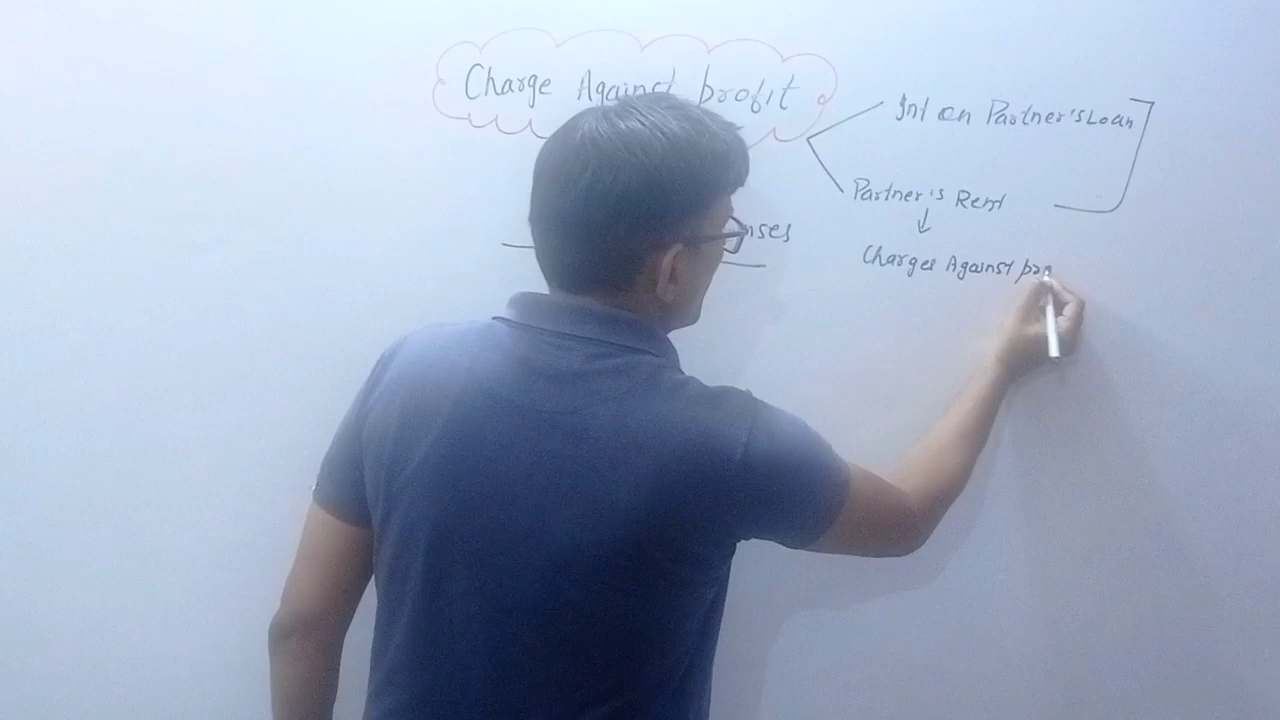 Charge Against profit
Int on Partner's Loan
Partner's Rent
Charges Against pro